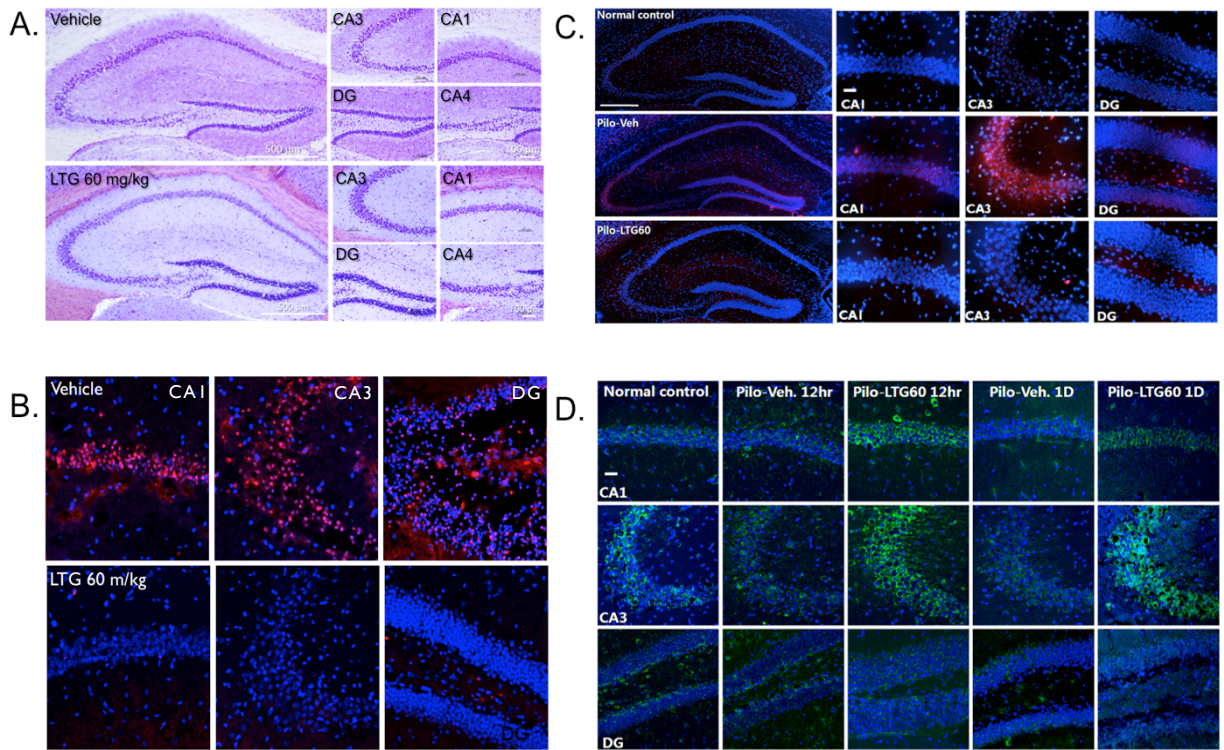 A.
Vehicle
CA3
CA1
DG
CA4
500 µm
100 µm
LTG 60 mg/kg
CA3
CA1
DG
CA4
500 µm
100 µm
B.
Vehicle
CA1
CA3
DG
LTG 60 m/kg
DG
C.
Normal control
CA1
CA3
DG
Pilo-Veh
CA1
CA3
DG
Pilo-LTG60
CA1
CA3
DG
D.
Normal control
Pilo-Veh. 12hr
Pilo-LTG60 12hr
Pilo-Veh. 1D
Pilo-LTG60 1D
CA1
CA3
DG